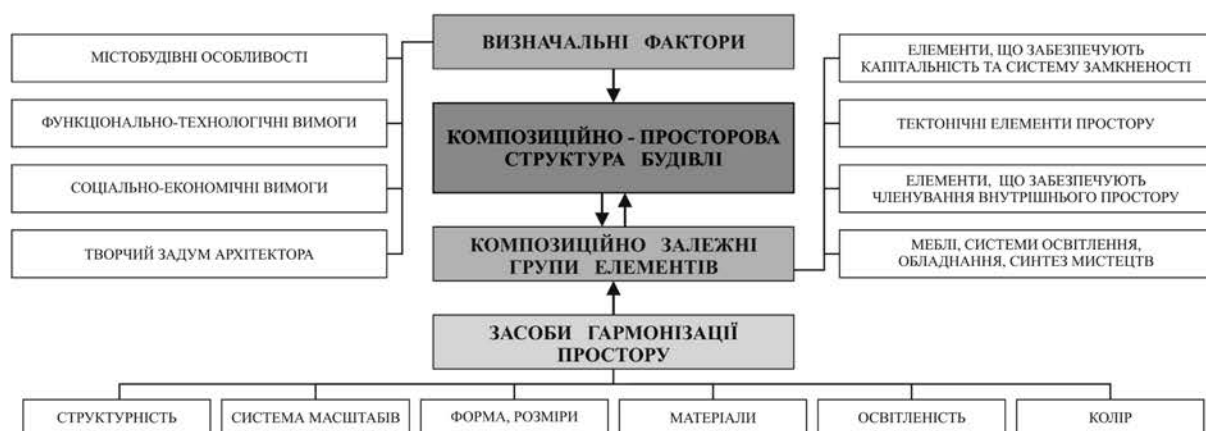 ВИЗНАЧАЛЬНІ ФАКТОРИ
МІСТОБУДІВНІ ОСОБЛИВОСТІ
ФУНКЦІОНАЛЬНО-ТЕХНОЛОГІЧНІ ВИМОГИ
СОЦІАЛЬНО-ЕКОНОМІЧНІ ВИМОГИ
ТВОРЧИЙ ЗАДУМ АРХІТЕКТОРА
КОМПОЗИЦІЙНО - ПРОСТОРОВА
СТРУКТУРА БУДІВЛІ
КОМПОЗИЦІЙНО ЗАЛЕЖНІ
ГРУПИ ЕЛЕМЕНТІВ
ЕЛЕМЕНТИ, ЩО ЗАБЕЗПЕЧУЮТЬ
КАПІТАЛЬНІСТЬ ТА СИСТЕМУ ЗАМКНЕНОСТІ
ТЕКТОНІЧНІ ЕЛЕМЕНТИ ПРОСТОРУ
ЕЛЕМЕНТИ, ЩО ЗАБЕЗПЕЧУЮТЬ
ЧЛЕНУВАННЯ ВНУТРІШНЬОГО ПРОСТОРУ
МЕБЛІ, СИСТЕМИ ОСВІТЛЕННЯ,
ОБЛАДНАННЯ, СИНТЕЗ МИСТЕЦТВ
ЗАСОБИ ГАРМОНІЗАЦІЇ
ПРОСТОРУ
СТРУКТУРНІСТЬ
СИСТЕМА МАСШТАБІВ
ФОРМА, РОЗМІРИ
МАТЕРІАЛИ
ОСВІТЛЕНІСТЬ
КОЛІР